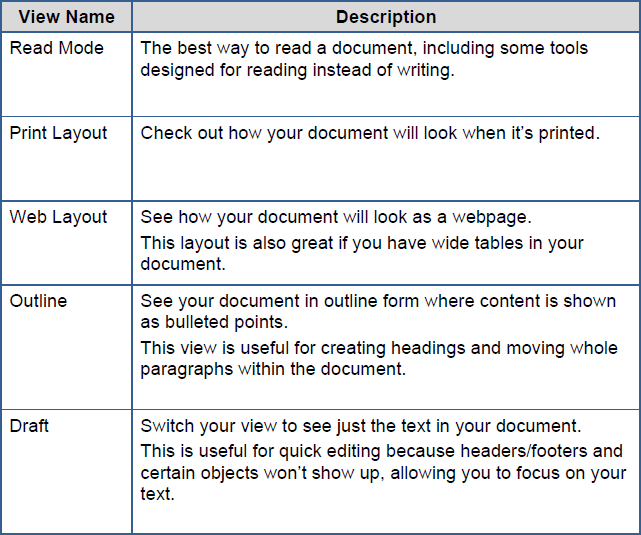 View Name Description
Read Mode The best way to read a document, including some tools
designed for reading instead of writing.
Print Layout Check out how your document will look when it's printed.
Web Layout See how your document will look as a webpage.
This layout is also great if you have wide tables in your
document.
Outline See your document in outline form where content is shown
as bulleted points.
This view is useful for creating headings and moving whole
paragraphs within the document.
Draft Switch your view to see just the text in your document.
This is useful for quick editing because headers/footers and
certain objects won't show up, allowing you to focus on your
text.